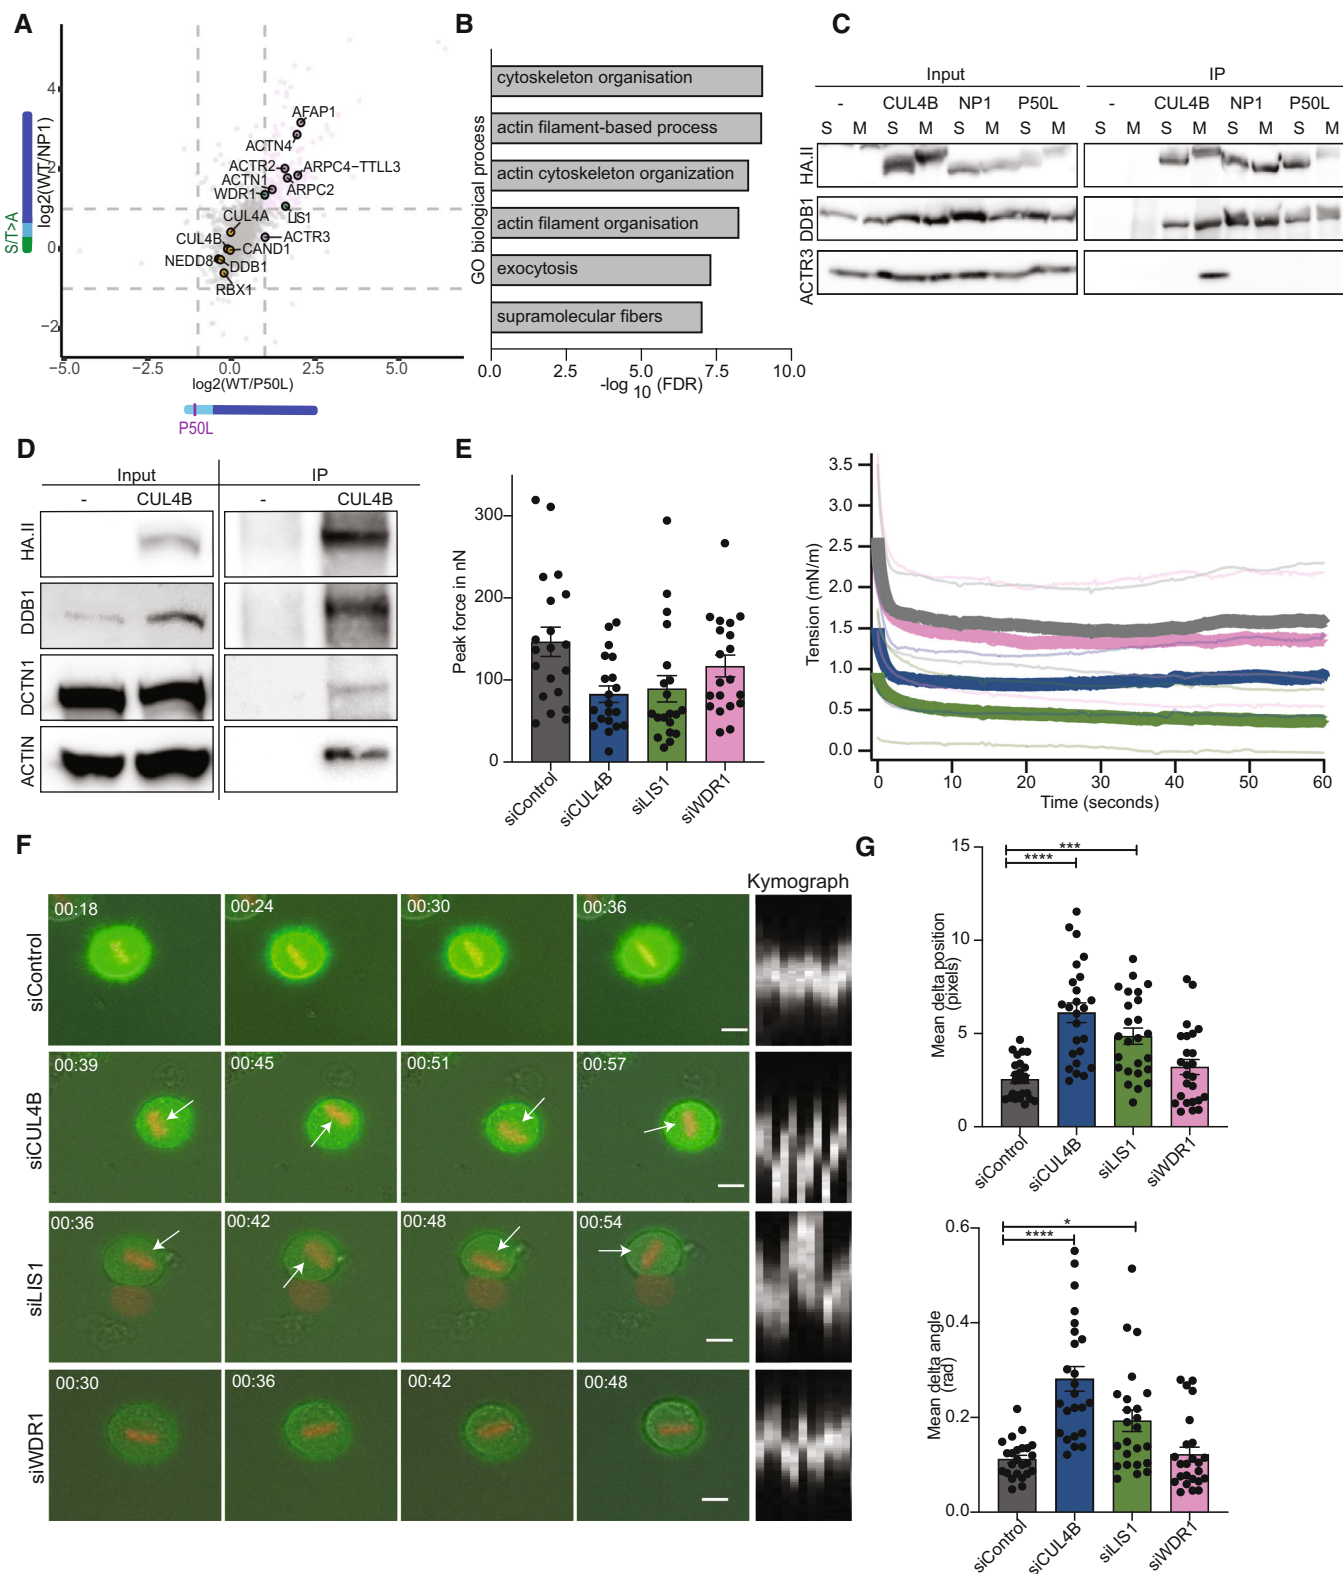 A
log2(WT/NP1)
S/T>A
4
2
0
−2
AFAP1
ACTN4
ACTR2
ARPC4−TTLL3
ACTN1
ARPC2
WDR1
LIS1
CUL4A
ACTR3
CUL4B
CAND1
NEDD8
DDB1
RBX1
−5.0
−2.5
0.0
2.5
5.0
log2(WT/P50L)
P50L
B
GO biological process
cytoskeleton organisation
actin filament-based process
actin cytoskeleton organization
actin filament organisation
exocytosis
supramolecular fibers
0.0
2.5
5.0
7.5
10.0
-log 10 (FDR)
C
Input
IP
- CUL4B NP1 P50L
- CUL4B NP1 P50L
S M S M S M S M
S M S M S M S M
HA.II
DDB1
ACTR3
D
Input
IP
- CUL4B
- CUL4B
HA.II
DDB1
DCTN1
ACTIN
E
Peak force in nN
300
200
100
0
siControl
siCUL4B
siLIS1
siWDR1
Tension (mN/m)
3.5
3.0
2.5
2.0
1.5
1.0
0.5
0.0
0
10
20
30
40
50
60
Time (seconds)
F
Kymograph
siControl
00:18
00:24
00:30
00:36
siCUL4B
00:39
00:45
00:51
00:57
siLIS1
00:36
00:42
00:48
00:54
siWDR1
00:30
00:36
00:42
00:48
G
Mean delta position
(pixels)
15
10
5
0
***
****
siControl
siCUL4B
siLIS1
siWDR1
Mean delta angle
(rad)
0.6
0.4
0.2
0.0
*
****
siControl
siCUL4B
siLIS1
siWDR1